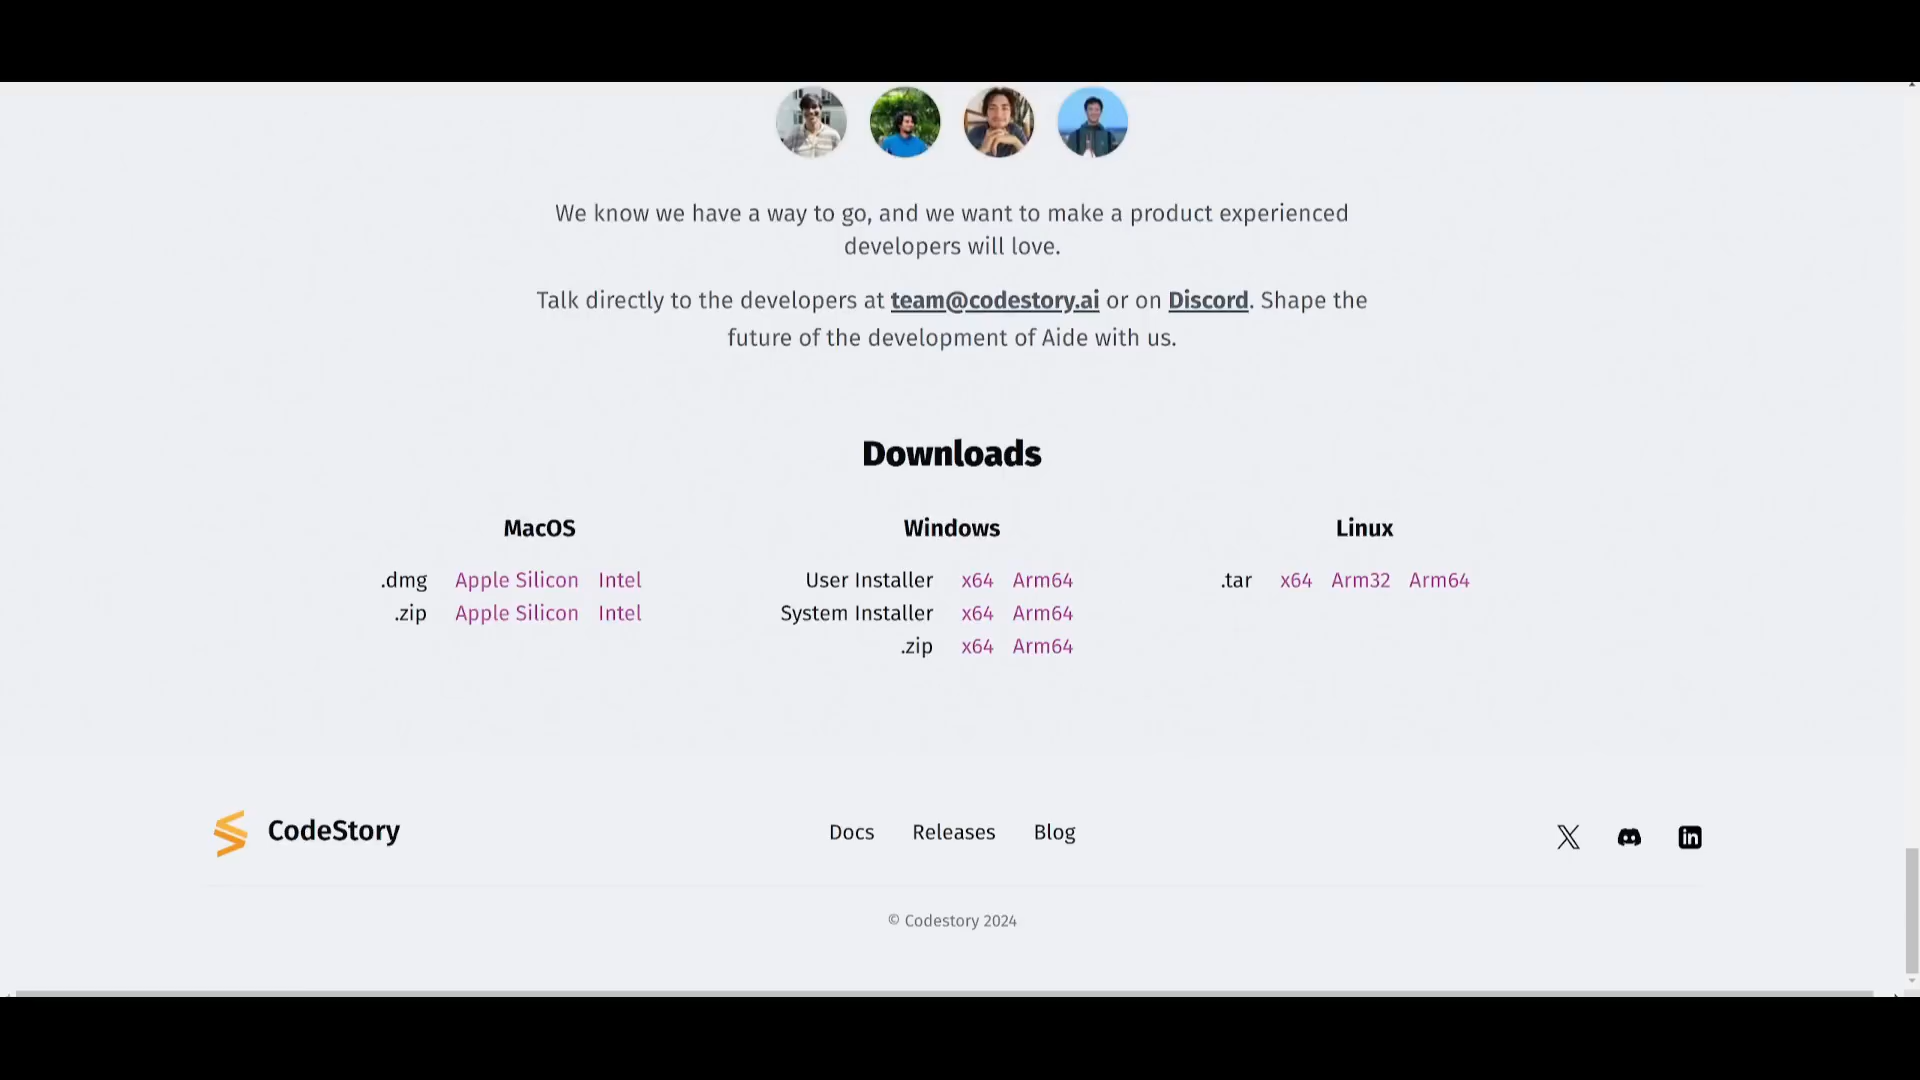 We know we have a way to go, and we want to make a product experienced
developers will love.
Talk directly to the developers at team@codestory.ai or on Discord. Shape the
future of the development of Aide with us.
Downloads
MacOS
.dmg Apple Silicon Intel
.zip Apple Silicon Intel
Windows
User Installer x64 Arm64
System Installer x64 Arm64
.zip x64 Arm64
Linux
.tar x64 Arm32 Arm64
CodeStory
Docs Releases Blog
© Codestory 2024